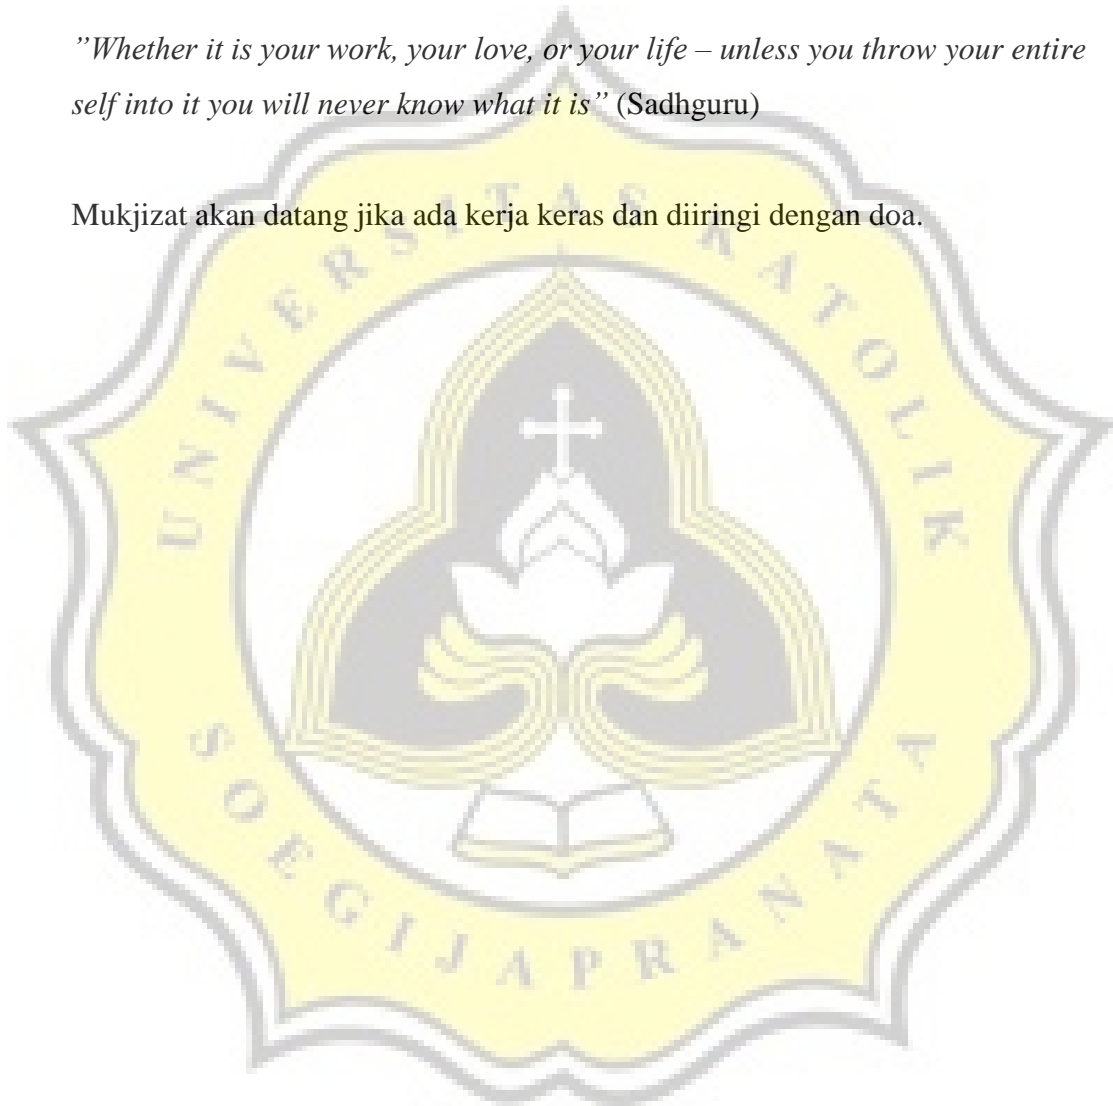 ”Whether it is your work, your love, or your life – unless you throw your entire
self into it you will never know what it is” (Sadhguru)
Mukjizat akan datang jika ada kerja keras dan diiringi dengan doa.
UNIVERSITAS KATOLIK
SOEGIJAPRANATA